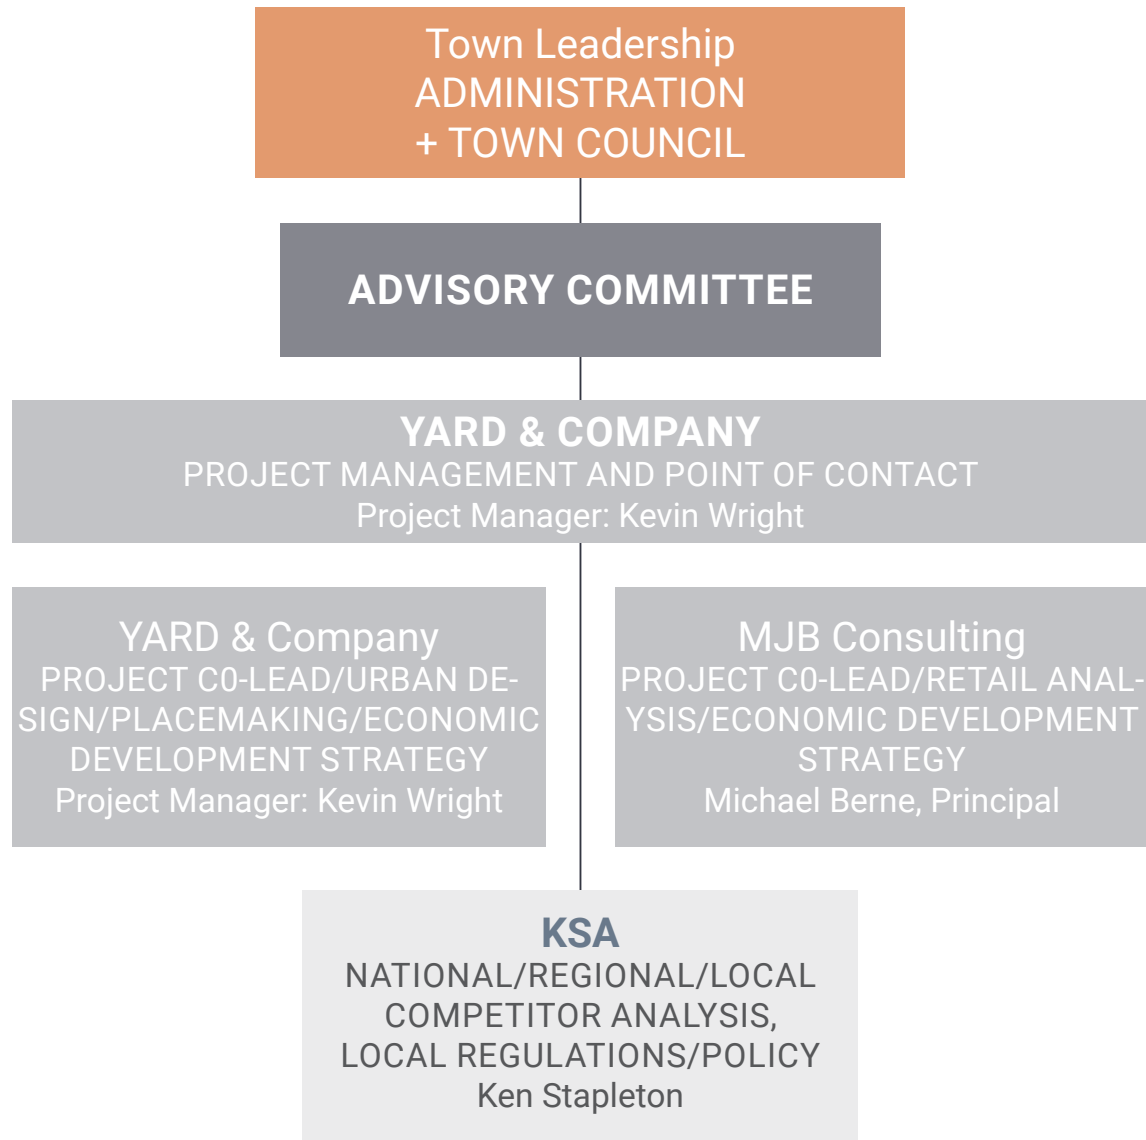 Town Leadership
ADMINISTRATION
+ TOWN COUNCIL
ADVISORY COMMITTEE
YARD & COMPANY
PROJECT MANAGEMENT AND POINT OF CONTACT
Project Manager: Kevin Wright
YARD & Company
PROJECT C0-LEAD/URBAN DE-
SIGN/PLACEMAKING/ECONOMIC
DEVELOPMENT STRATEGY
Project Manager: Kevin Wright
MJB Consulting
PROJECT C0-LEAD/RETAIL ANAL-
YSIS/ECONOMIC DEVELOPMENT
STRATEGY
Michael Berne, Principal
KSA
NATIONAL/REGIONAL/LOCAL
COMPETITOR ANALYSIS,
LOCAL REGULATIONS/POLICY
Ken Stapleton